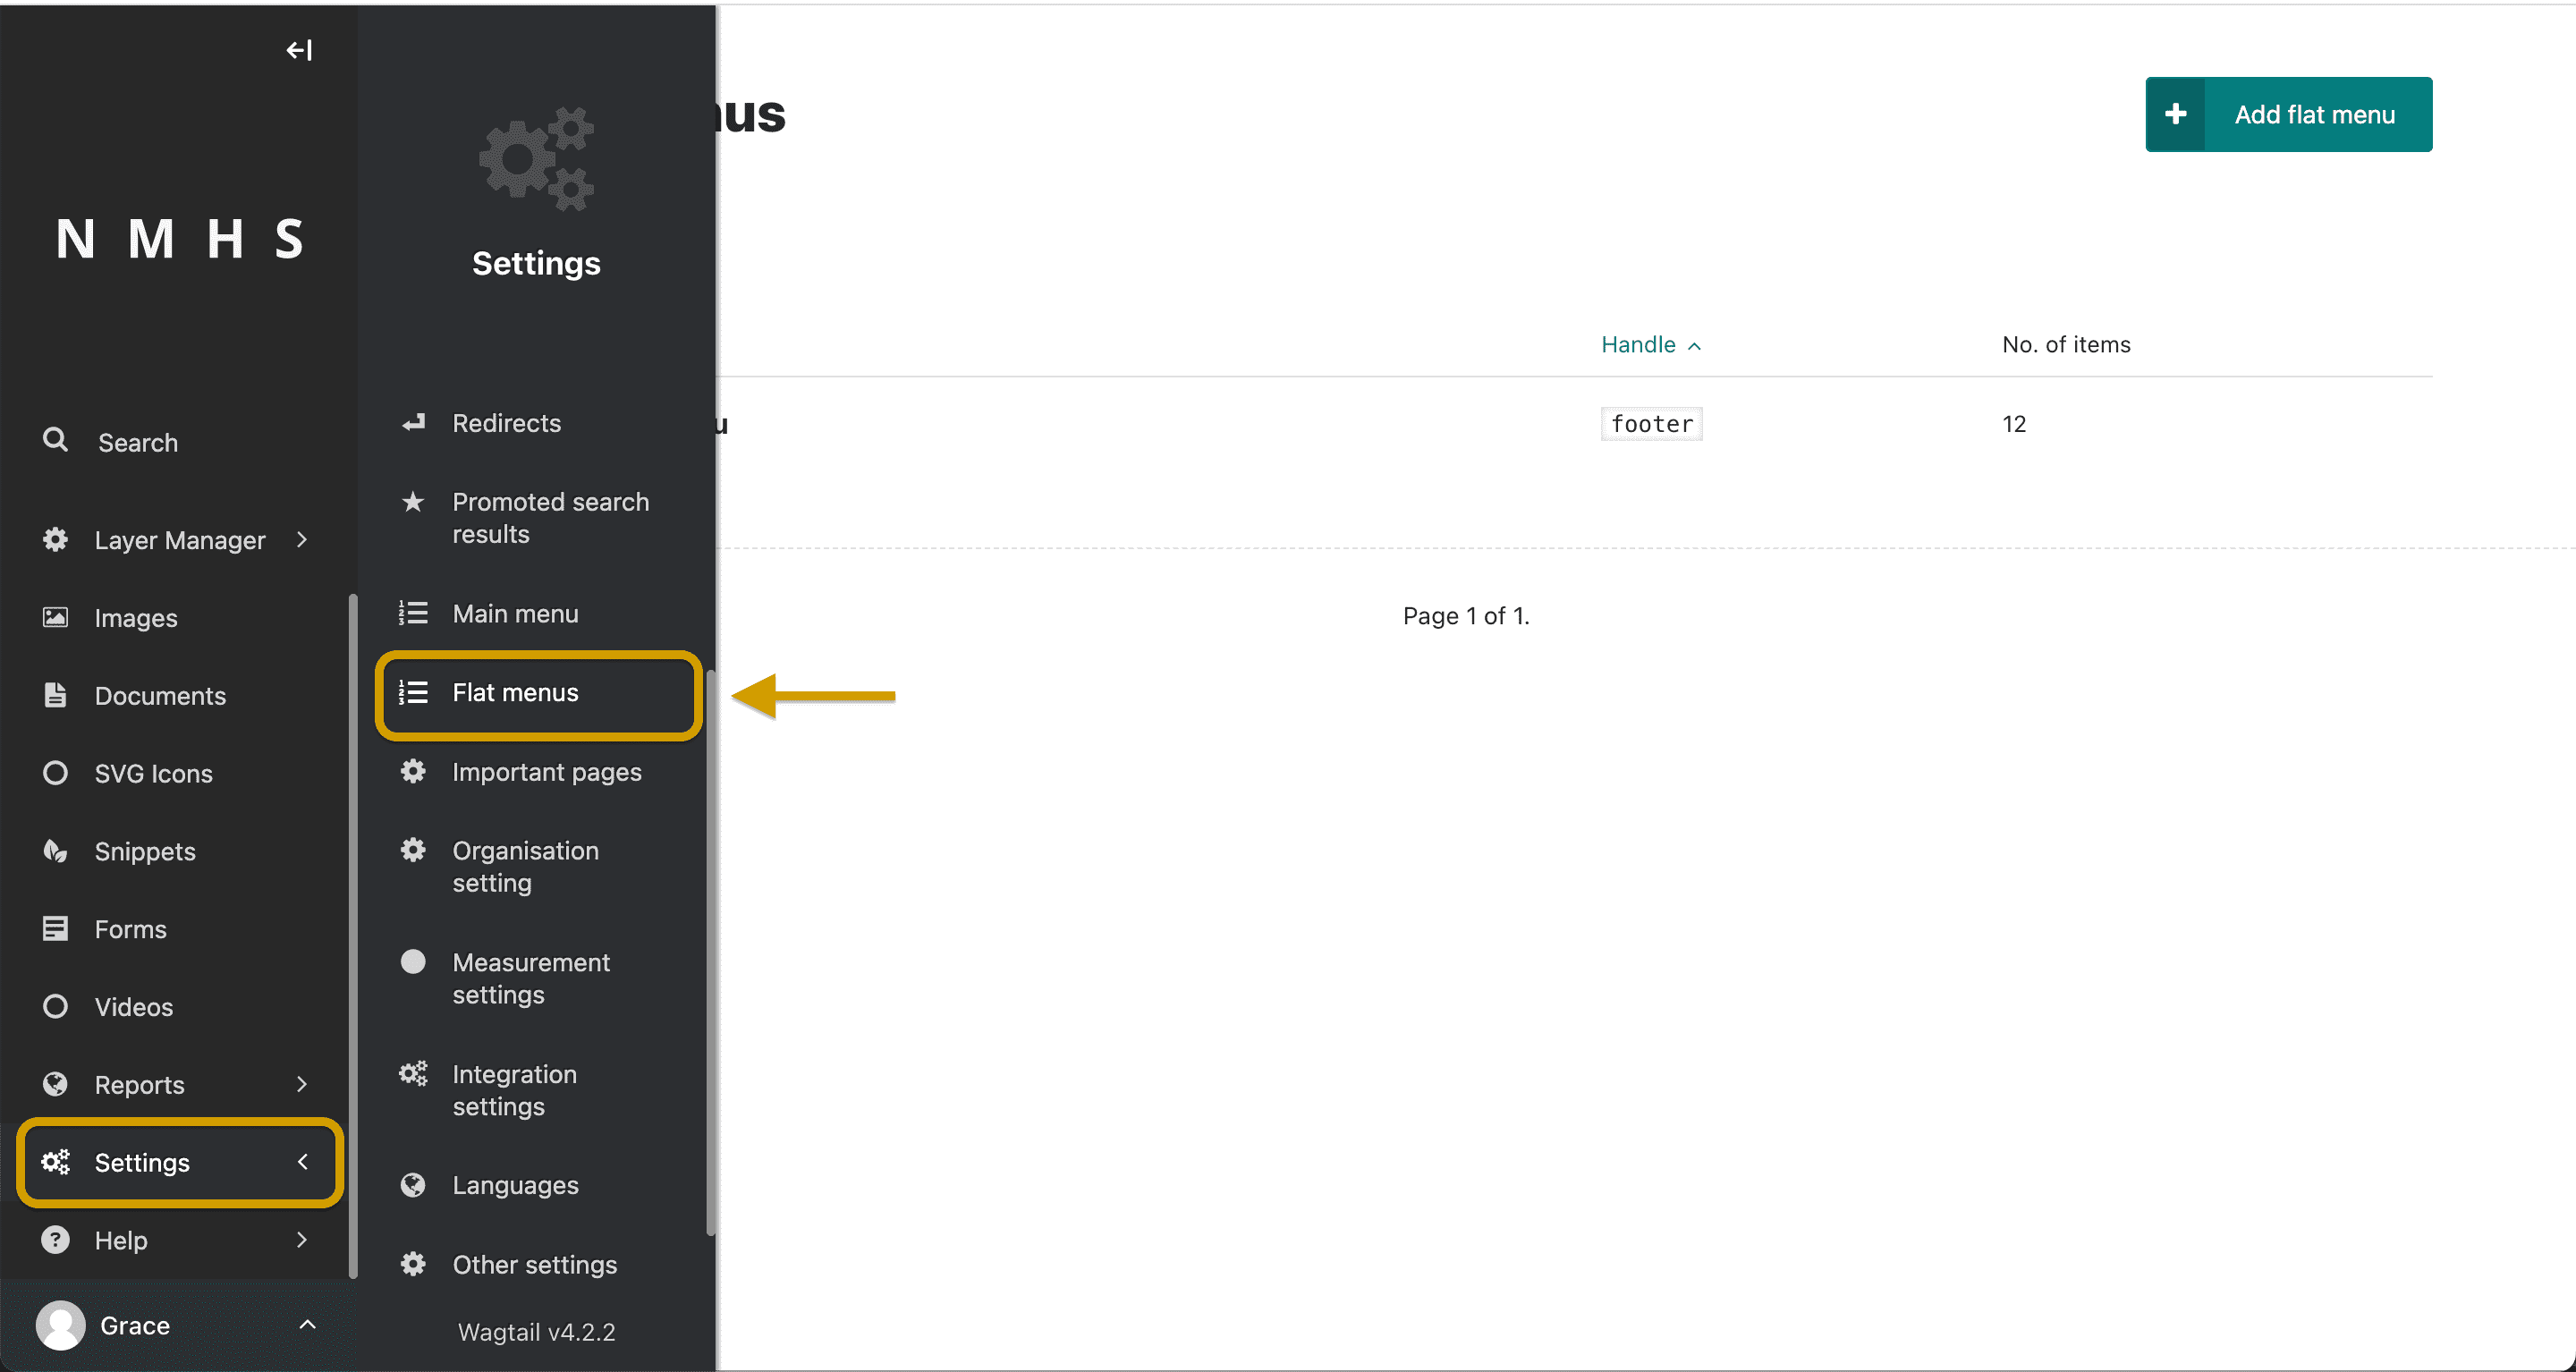 N M H S
Search
Layer Manager
Images
Documents
SVG Icons
Snippets
Forms
Videos
Reports
Settings
Help
Grace
Settings
Redirects
Promoted search
results
Main menu
Flat menus
Important pages
Organisation
setting
Measurement
settings
Integration
settings
Languages
Other settings
Wagtail v4.2.2
Add flat menu
Handle
No. of items
footer
12
Page 1 of 1.